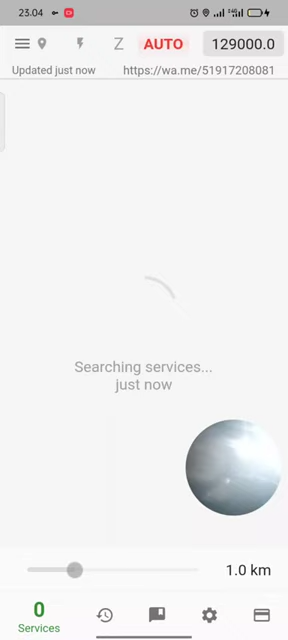 23.04
Z AUTO 129000.0
Updated just now https://wa.me/51917208081
Searching services...
just now
1.0 km
0
Services